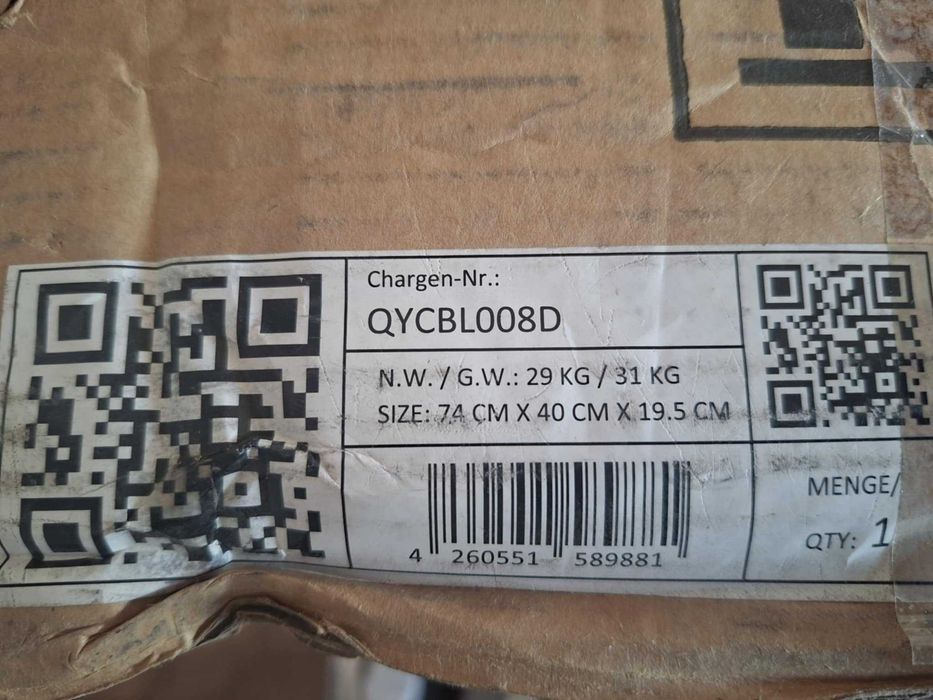 Chargen-Nr.:
QYCBL008D
N.W. / G.W.: 29 KG / 31 KG
SIZE: 74 CM X 40 CM X 19.5 CM
4 260551 589881
MENGE/
QTY: 1